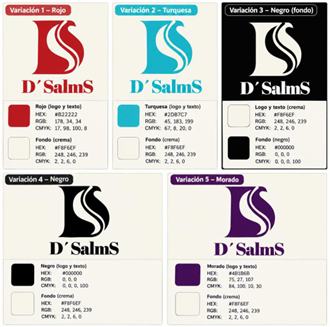 Variación 1 – Rojo
D´SalmS
Rojo (logo y texto)
HEX: #B22222
RGB: 178, 34, 34
CMYK: 17, 98, 100, 8
Fondo (crema)
HEX: #F8F6EF
RGB: 248, 246, 239
CMYK: 2, 2, 6, 0
Variación 2 – Turquesa
D´SalmS
Turquesa (logo y texto)
HEX: #2DB7C7
RGB: 45, 183, 199
CMYK: 67, 8, 20, 0
Fondo (crema)
HEX: #F8F6EF
RGB: 248, 246, 239
CMYK: 2, 2, 6, 0
Variación 3 – Negro (fondo)
D´SalmS
Logo y texto (crema)
HEX: #F8F6EF
RGB: 248, 246, 239
CMYK: 2, 2, 6, 0
Fondo (negro)
HEX: #000000
RGB: 0, 0, 0
CMYK: 0, 0, 0, 100
Variación 4 – Negro
D´SalmS
Negro (logo y texto)
HEX: #000000
RGB: 0, 0, 0
CMYK: 0, 0, 0, 100
Fondo (crema)
HEX: #F8F6EF
RGB: 248, 246, 239
CMYK: 2, 2, 6, 0
Variación 5 – Morado
D´SalmS
Morado (logo y texto)
HEX: #4B1B6B
RGB: 75, 27, 107
CMYK: 84, 100, 10, 30
Fondo (crema)
HEX: #F8F6EF
RGB: 248, 246, 239
CMYK: 2, 2, 6, 0